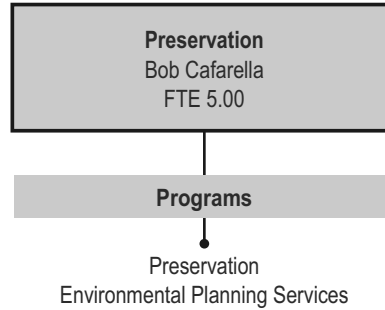 Preservation
Bob Cafarella
FTE 5.00
Programs
Preservation
Environmental Planning Services